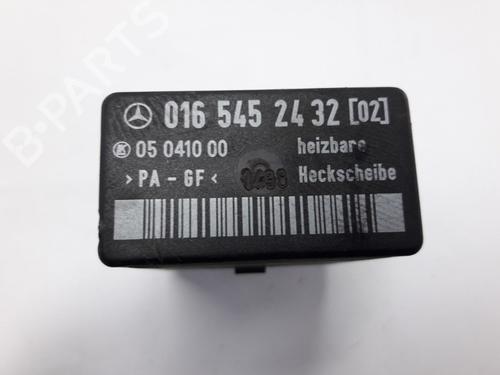 016 545 24 32 [02]
05 0410 00 heizbare
> PA - GF < Heckscheibe
B-PARTS